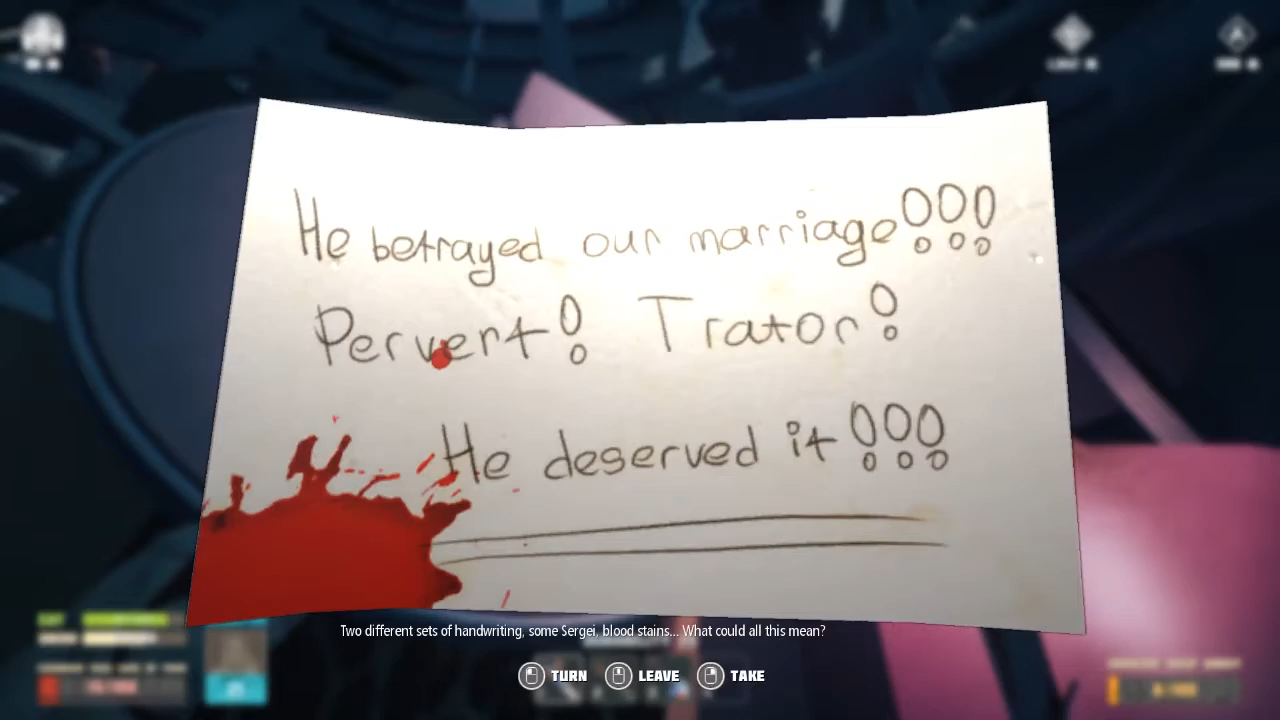 He betrayed our marriage!!!
Pervert! Trator!
He deserved it!!!
Two different sets of handwriting, some Sergei, blood stains... What could all this mean?
TURN LEAVE TAKE